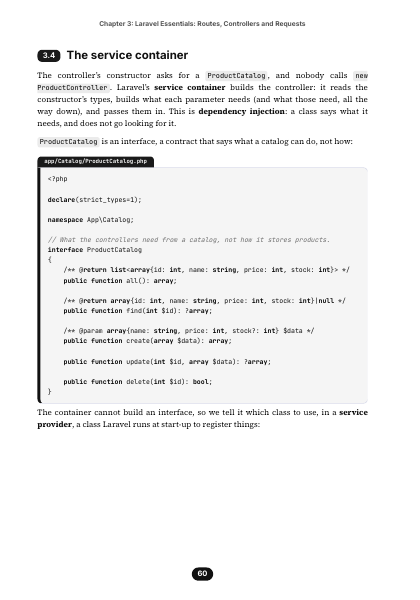 Chapter 3: Laravel Essentials: Routes, Controllers and Requests
3.4 The service container
The controller's constructor asks for a ProductCatalog, and nobody calls new
ProductController. Laravel's service container builds the controller: it reads the
constructor's types, builds what each parameter needs (and what those need, all the
way down), and passes them in. This is dependency injection: a class says what it
needs, and does not go looking for it.
ProductCatalog is an interface, a contract that says what a catalog can do, not how:
app/Catalog/ProductCatalog.php
<?php
declare(strict_types=1);
namespace App\Catalog;
// What the controllers need from a catalog, not how it stores products.
interface ProductCatalog
{
/** @return list<array{id: int, name: string, price: int, stock: int}> */
public function all(): array;
/** @return array{id: int, name: string, price: int, stock: int}|null */
public function find(int $id): ?array;
/** @param array{name: string, price: int, stock?: int} $data */
public function create(array $data): array;
public function update(int $id, array $data): ?array;
public function delete(int $id): bool;
}
The container cannot build an interface, so we tell it which class to use, in a service
provider, a class Laravel runs at start-up to register things:
60